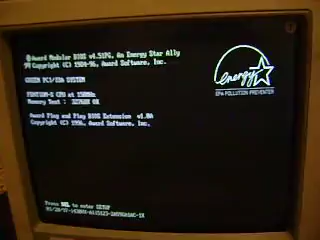 Award Modular BIOS v4.51PG, An Energy Star Ally
Copyright (C) 1984-96, Award Software, Inc.
energy
EPA POLLUTION PREVENTER
GREEN PCI/ISA SYSTEM
CPU at 150MHz
Memory Test : 32768K OK
Award Plug and Play BIOS Extension v1.0A
Copyright (C) 1996, Award Software, Inc.
Press DEL to enter SETUP